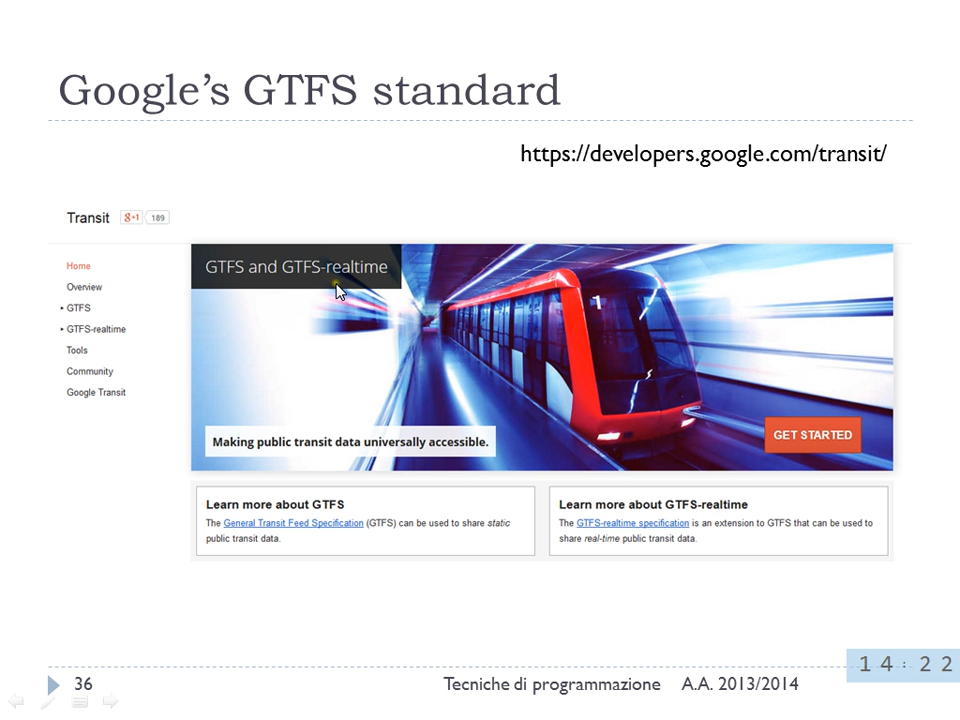 Google's GTFS standard
https://developers.google.com/transit/
Transit 8+1 189
Home
Overview
GTFS
GTFS-realtime
Tools
Community
Google Transit
GTFS and GTFS-realtime
1
Making public transit data universally accessible.
GET STARTED
Learn more about GTFS
The General Transit Feed Specification (GTFS) can be used to share static
public transit data.
Learn more about GTFS-realtime
The GTFS-realtime specification is an extension to GTFS that can be used to
share real-time public transit data.
36
Tecniche di programmazione A.A. 2013/2014
14:22